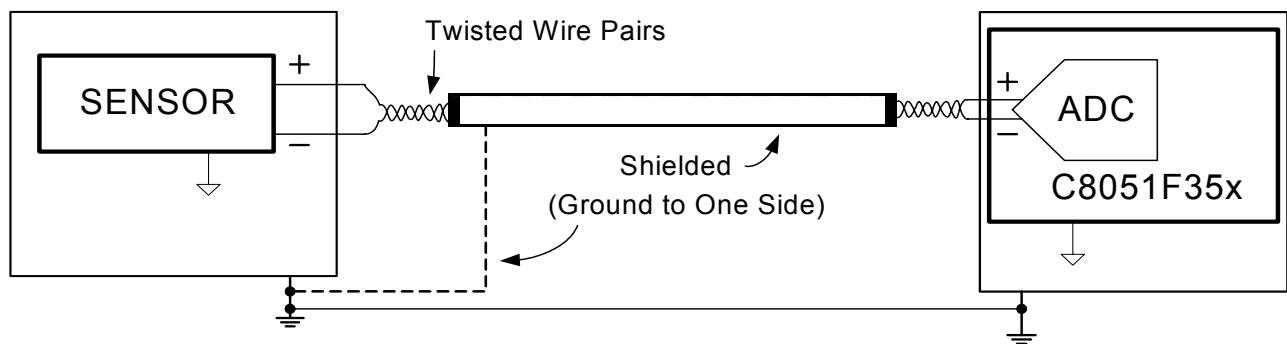 Twisted Wire Pairs
+
SENSOR
−
Shielded
(Ground to One Side)
+
ADC
−
C8051F35x